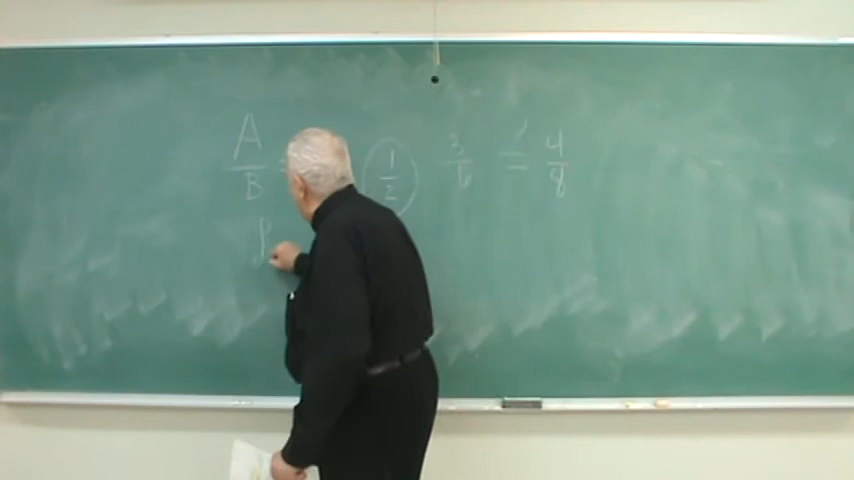 A/B = 1/2 3/6 ?= 4/8
P